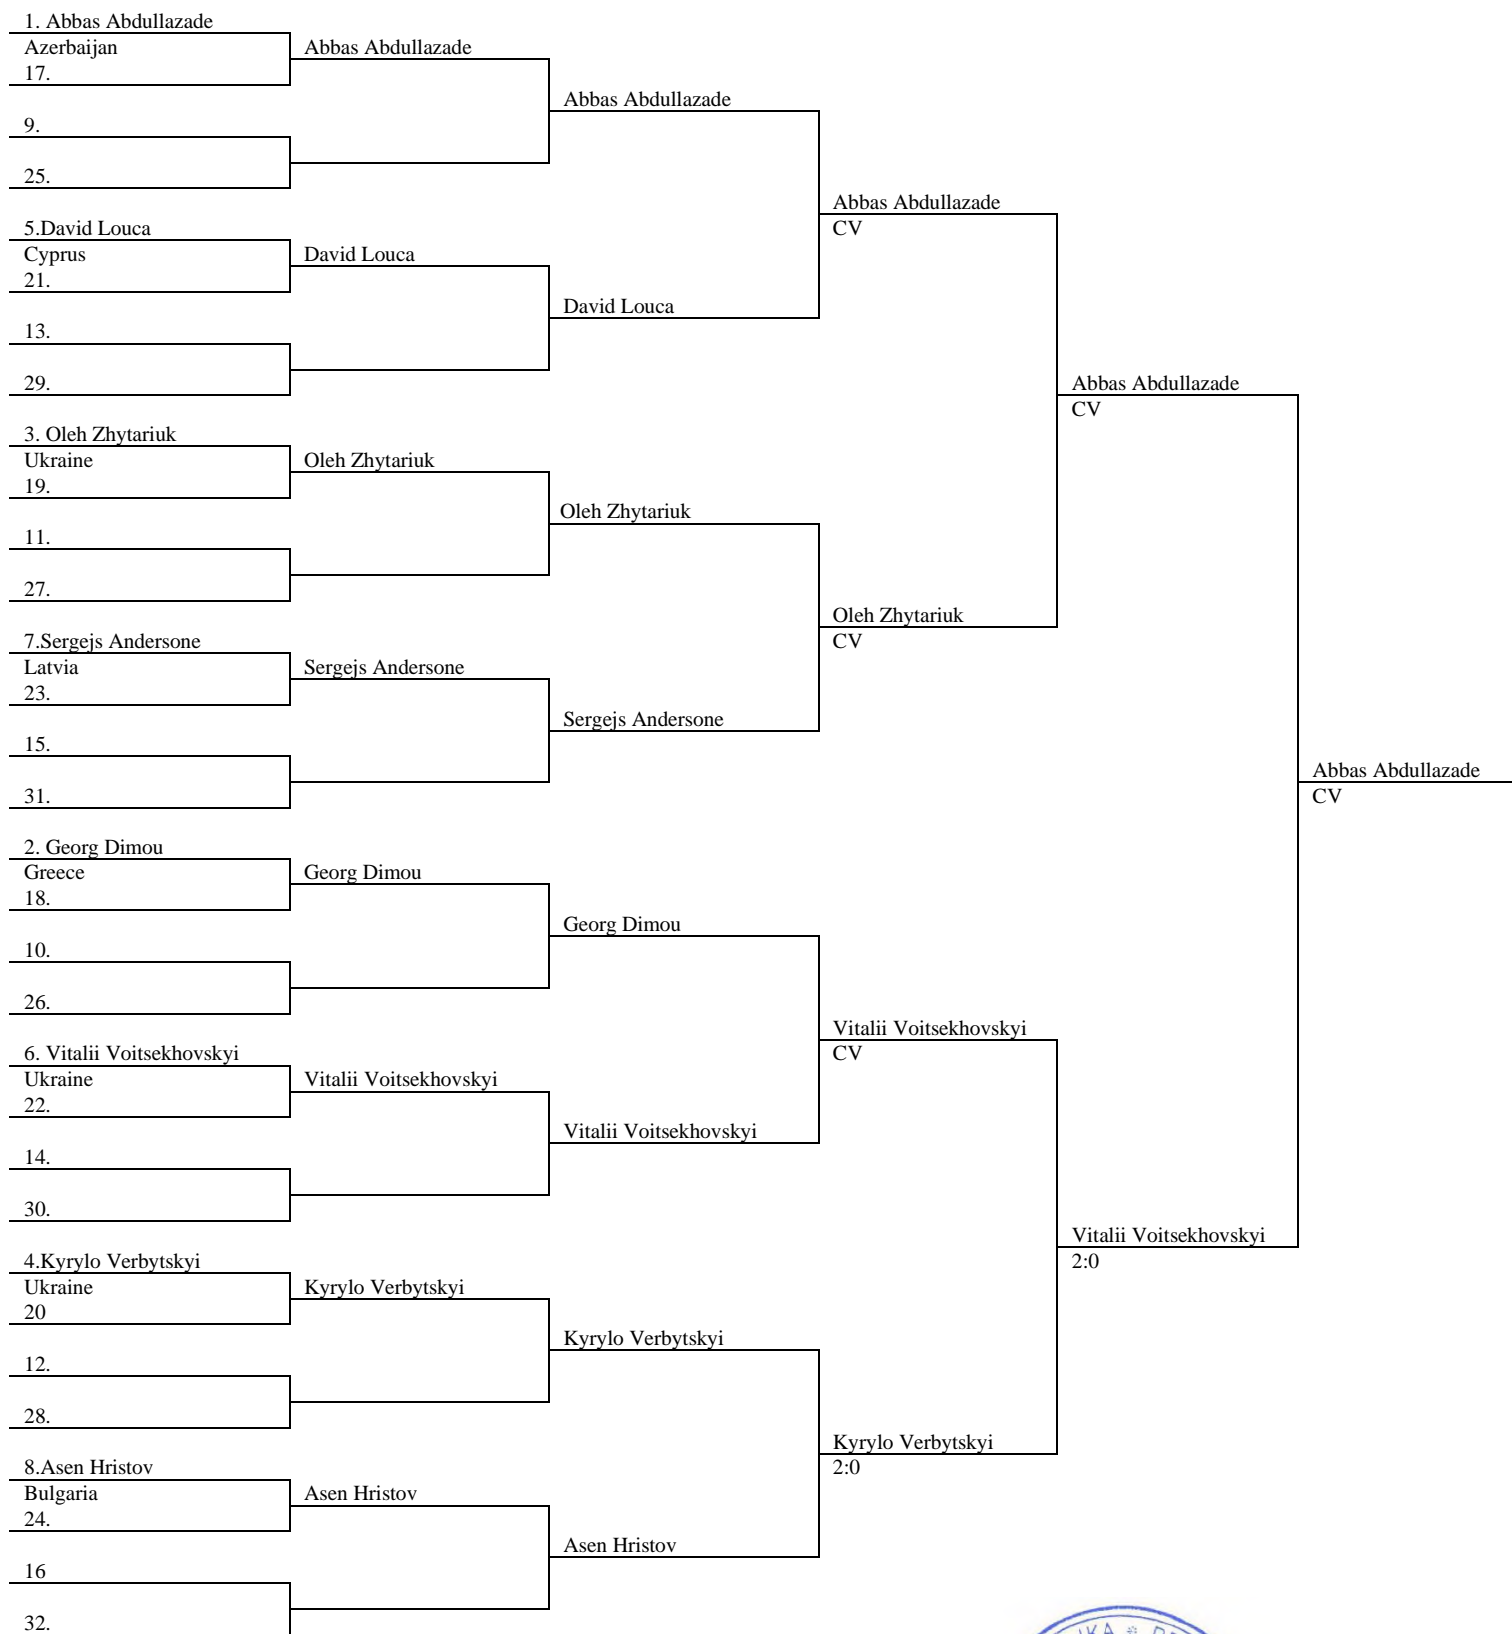 1. Abbas Abdullazade
Azerbaijan
17.
9.
25.
5.David Louca
Cyprus
21.
13.
29.
3. Oleh Zhytariuk
Ukraine
19.
11.
27.
7.Sergejs Andersone
Latvia
23.
15.
31.
2. Georg Dimou
Greece
18.
10.
26.
6. Vitalii Voitsekhovskyi
Ukraine
22.
14.
30.
4.Kyrylo Verbytskyi
Ukraine
20
12.
28.
8.Asen Hristov
Bulgaria
24.
16
32.
Abbas Abdullazade
David Louca
Oleh Zhytariuk
Sergejs Andersone
Georg Dimou
Vitalii Voitsekhovskyi
Kyrylo Verbytskyi
Asen Hristov
Abbas Abdullazade
David Louca
Oleh Zhytariuk
Sergejs Andersone
Georg Dimou
Vitalii Voitsekhovskyi
Kyrylo Verbytskyi
Asen Hristov
Abbas Abdullazade
CV
Oleh Zhytariuk
CV
Vitalii Voitsekhovskyi
CV
Kyrylo Verbytskyi
2:0
Abbas Abdullazade
CV
Vitalii Voitsekhovskyi
2:0
Abbas Abdullazade
CV